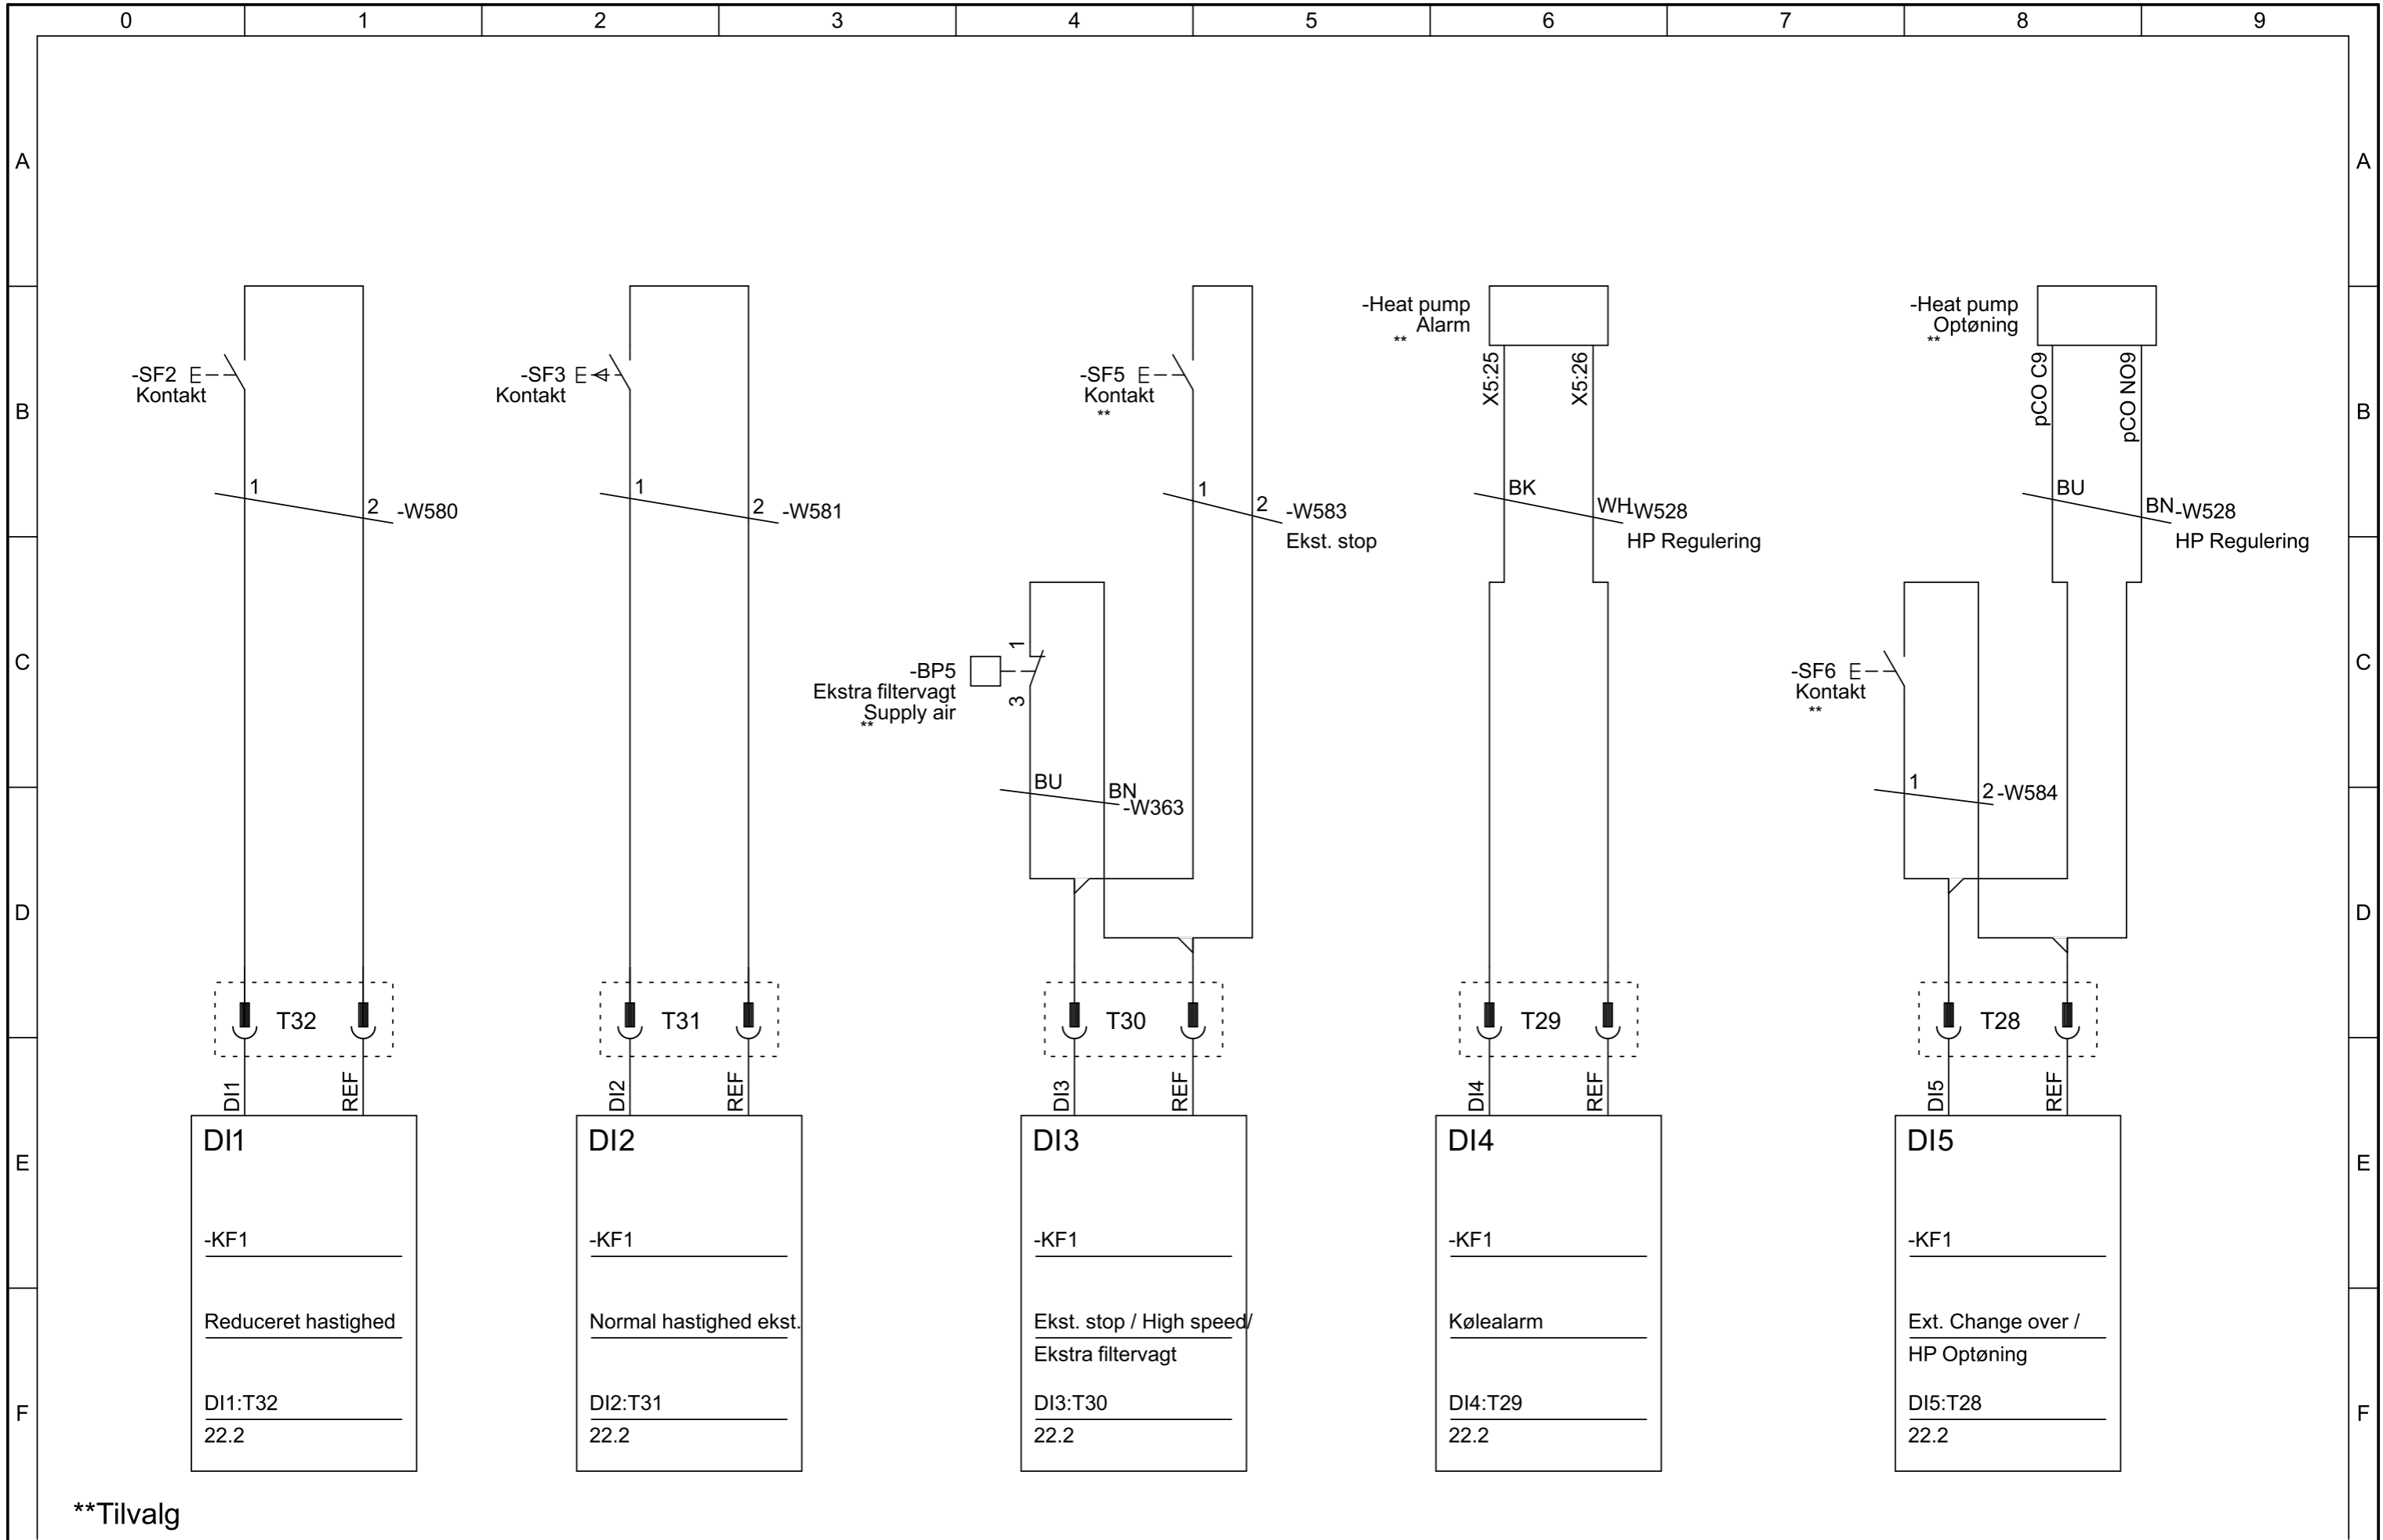 0 1 2 3 4 5 6 7 8 9
A A
B B
C C
D D
E E
F F
-SF2
Kontakt
1
2 -W580
T32
DI1 REF
DI1
-KF1
Reduceret hastighed
DI1:T32
22.2
-SF3
Kontakt
1
2 -W581
T31
DI2 REF
DI2
-KF1
Normal hastighed ekst.
DI2:T31
22.2
-SF5
Kontakt
**
1
2 -W583
Ekst. stop
-BP5
Ekstra filtervagt
Supply air
**
1
3
BU
BN
-W363
T30
DI3 REF
DI3
-KF1
Ekst. stop / High speed/
Ekstra filtervagt
DI3:T30
22.2
-Heat pump
Alarm
**
X5:25 X5:26
BK
WH -W528
HP Regulering
T29
DI4 REF
DI4
-KF1
Kølealarm
DI4:T29
22.2
-Heat pump
Optøning
**
pCO C9 pCO NO9
BU
BN -W528
HP Regulering
-SF6
Kontakt
**
1
2 -W584
T28
DI5 REF
DI5
-KF1
Ext. Change over /
HP Optøning
DI5:T28
22.2
**Tilvalg